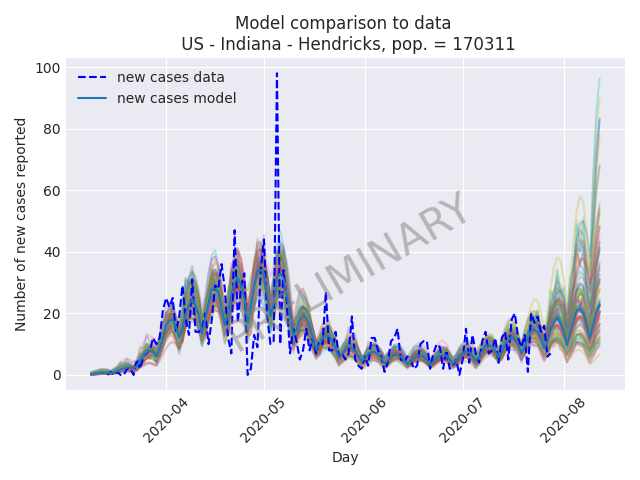 Model comparison to data
US - Indiana - Hendricks, pop. = 170311
new cases data
new cases model
PRELIMINARY
Number of new cases reported
100
80
60
40
20
0
2020-04
2020-05
2020-06
2020-07
2020-08
Day